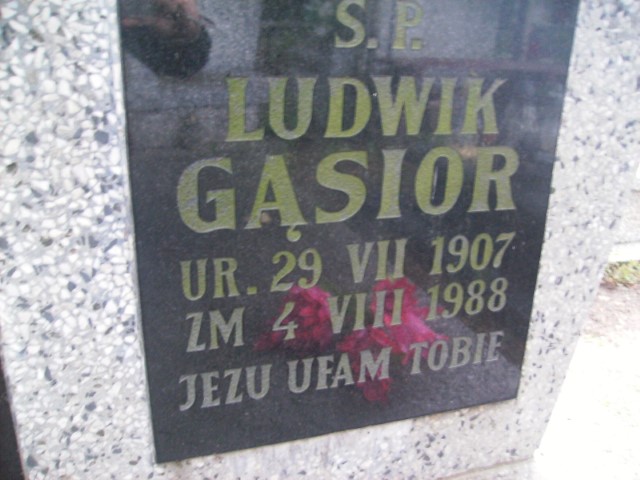 Ś. P.
LUDWIK
GĄSIOR
UR. 29 VII 1907
ZM 4 VIII 1988
JEZU UFAM TOBIE